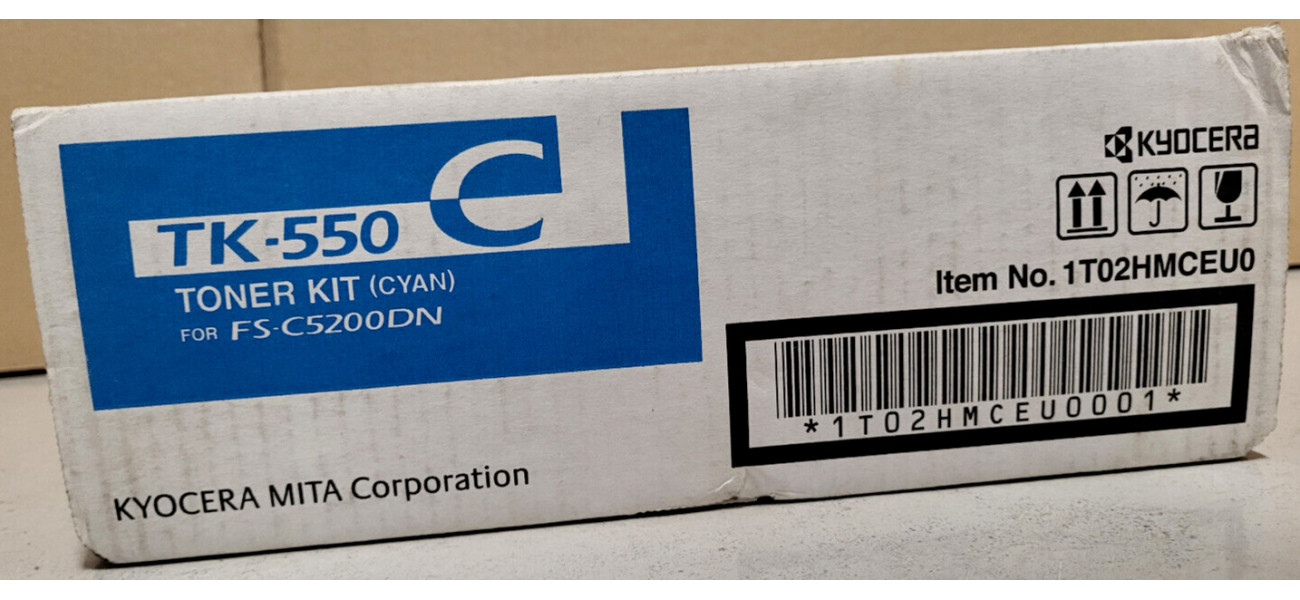 C
TK-550
TONER KIT (CYAN)
FOR FS-C5200DN
KYOCERA MITA Corporation
KYOCERA
Item No. 1T02HMCEU0
*1T02HMCEU0001*